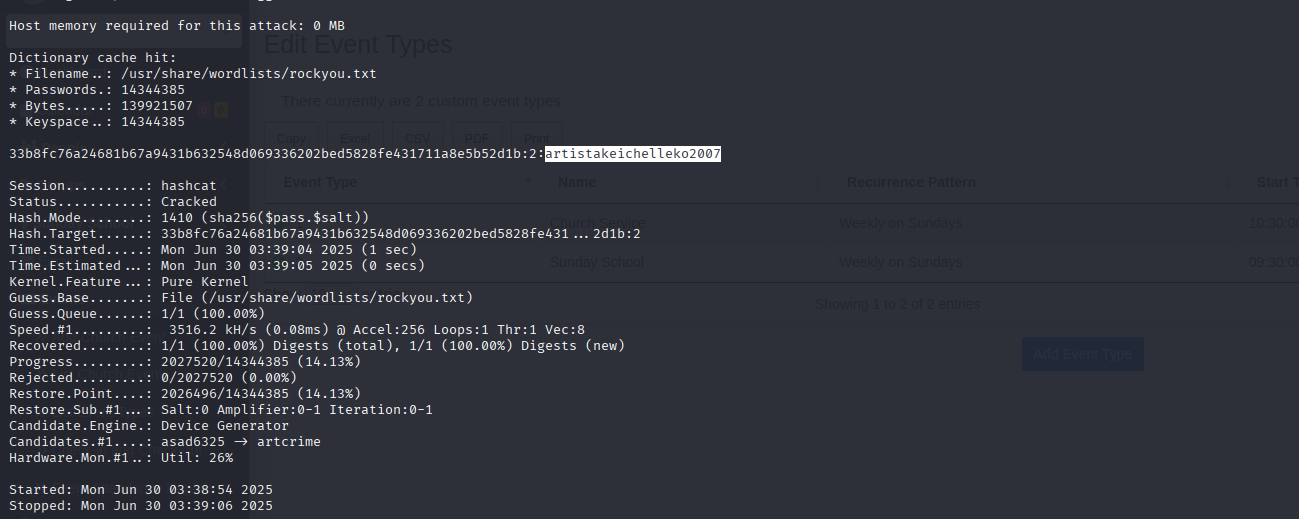 Host memory required for this attack: 0 MB
Edit Event Types
Dictionary cache hit:
* Filename..: /usr/share/wordlists/rockyou.txt
* Passwords.: 14344385
* Bytes.....: 139921507
* Keyspace..: 14344385
There currently are 2 custom event types
Copy Excel CSV PDF Print
33b8fc76a24681b67a9431b632548d069336202bed5828fe431711a8e5b52d1b:2:artistakeichelleko2007
Event Type Name Recurrence Pattern Start T
Session..........: hashcat
Status...........: Cracked
Hash.Mode........: 1410 (sha256($pass.$salt))
Church Service Weekly on Sundays 10:30:00
Hash.Target......: 33b8fc76a24681b67a9431b632548d069336202bed5828fe431...2d1b:2
Time.Started.....: Mon Jun 30 03:39:04 2025 (1 sec)
Time.Estimated...: Mon Jun 30 03:39:05 2025 (0 secs)
Sunday School Weekly on Sundays 09:30:00
Kernel.Feature...: Pure Kernel
Guess.Base.......: File (/usr/share/wordlists/rockyou.txt)
Showing 1 to 2 of 2 entries
Guess.Queue......: 1/1 (100.00%)
Speed.#1.........:  3516.2 kH/s (0.08ms) @ Accel:256 Loops:1 Thr:1 Vec:8
Recovered........: 1/1 (100.00%) Digests (total), 1/1 (100.00%) Digests (new)
Add Event Type
Progress.........: 2027520/14344385 (14.13%)
Rejected.........: 0/2027520 (0.00%)
Restore.Point....: 2026496/14344385 (14.13%)
Restore.Sub.#1...: Salt:0 Amplifier:0-1 Iteration:0-1
Candidate.Engine.: Device Generator
Candidates.#1....: asad6325 -> artcrime
Hardware.Mon.#1..: Util: 26%
Started: Mon Jun 30 03:38:54 2025
Stopped: Mon Jun 30 03:39:06 2025